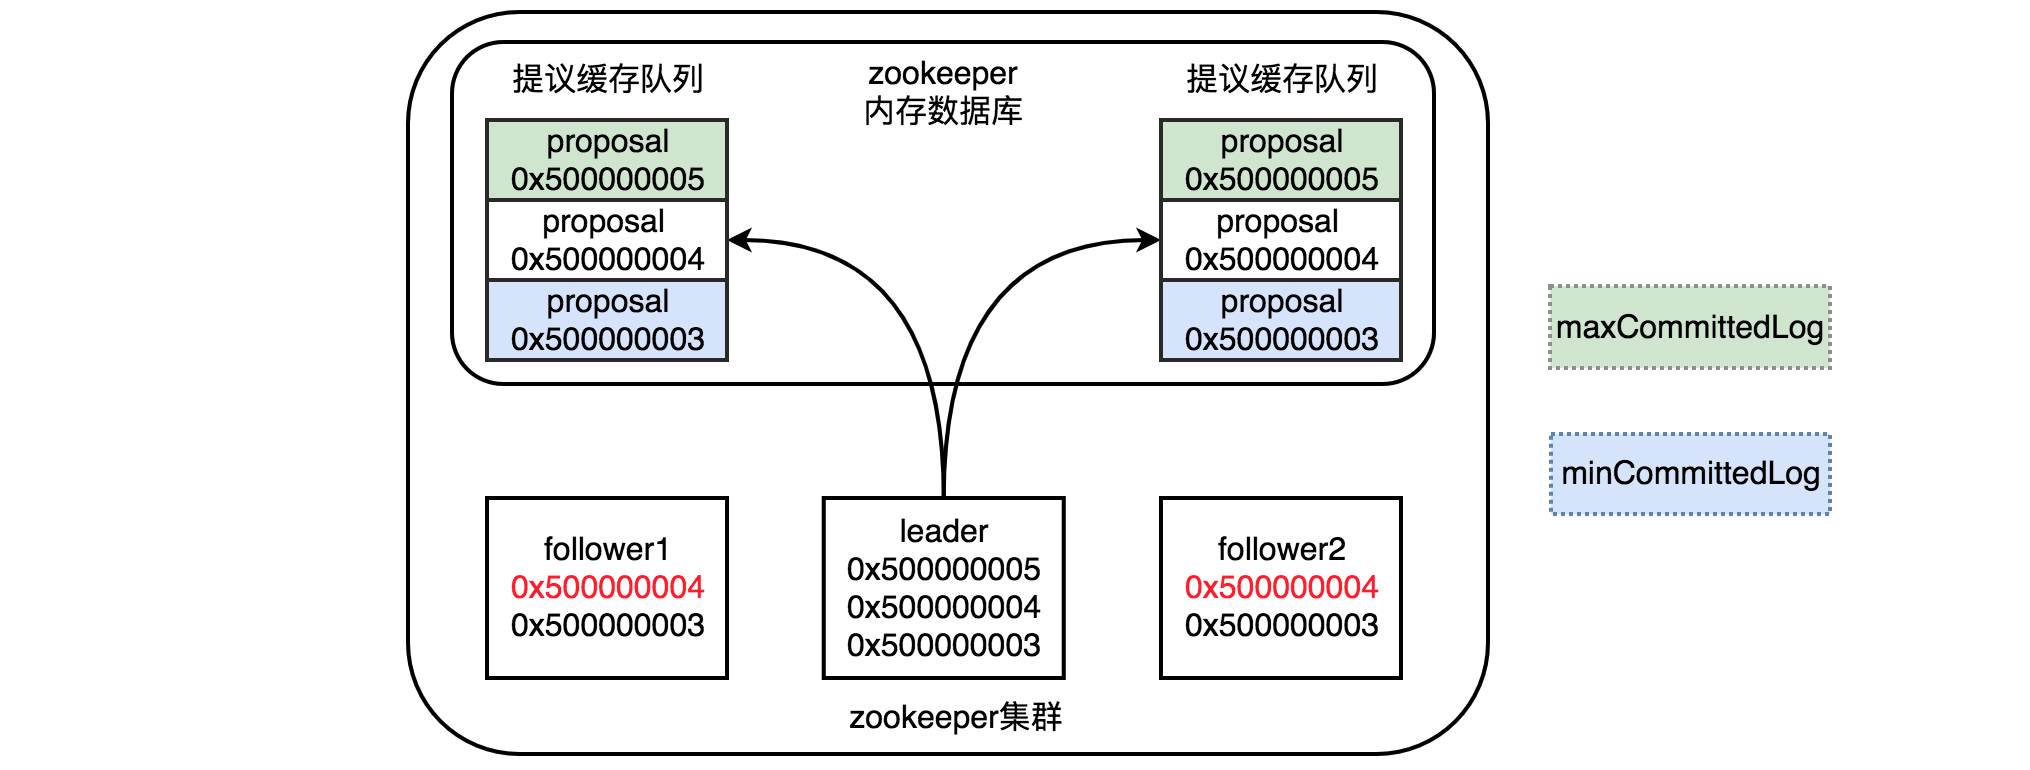 提议缓存队列
proposal
0x500000005
proposal
0x500000004
proposal
0x500000003
zookeeper
内存数据库
提议缓存队列
proposal
0x500000005
proposal
0x500000004
proposal
0x500000003
maxCommittedLog
minCommittedLog
follower1
0x500000004
0x500000003
leader
0x500000005
0x500000004
0x500000003
follower2
0x500000004
0x500000003
zookeeper集群